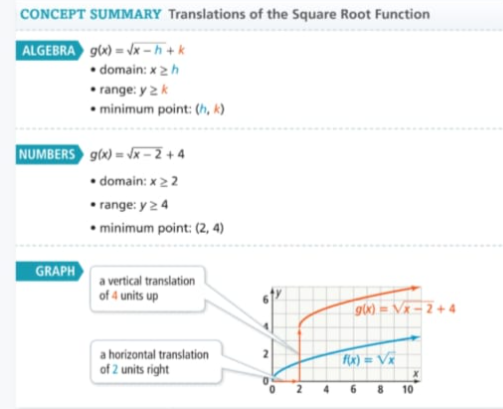 CONCEPT SUMMARY Translations of the Square Root Function
ALGEBRA g(x) = √x − h + k
• domain: x ≥ h
• range: y ≥ k
• minimum point: (h, k)
NUMBERS g(x) = √x − 2 + 4
• domain: x ≥ 2
• range: y ≥ 4
• minimum point: (2, 4)
GRAPH
a vertical translation
of 4 units up
a horizontal translation
of 2 units right
y
6
4
2
0
g(x) = √x − 2 + 4
f(x) = √x
x
0 2 4 6 8 10